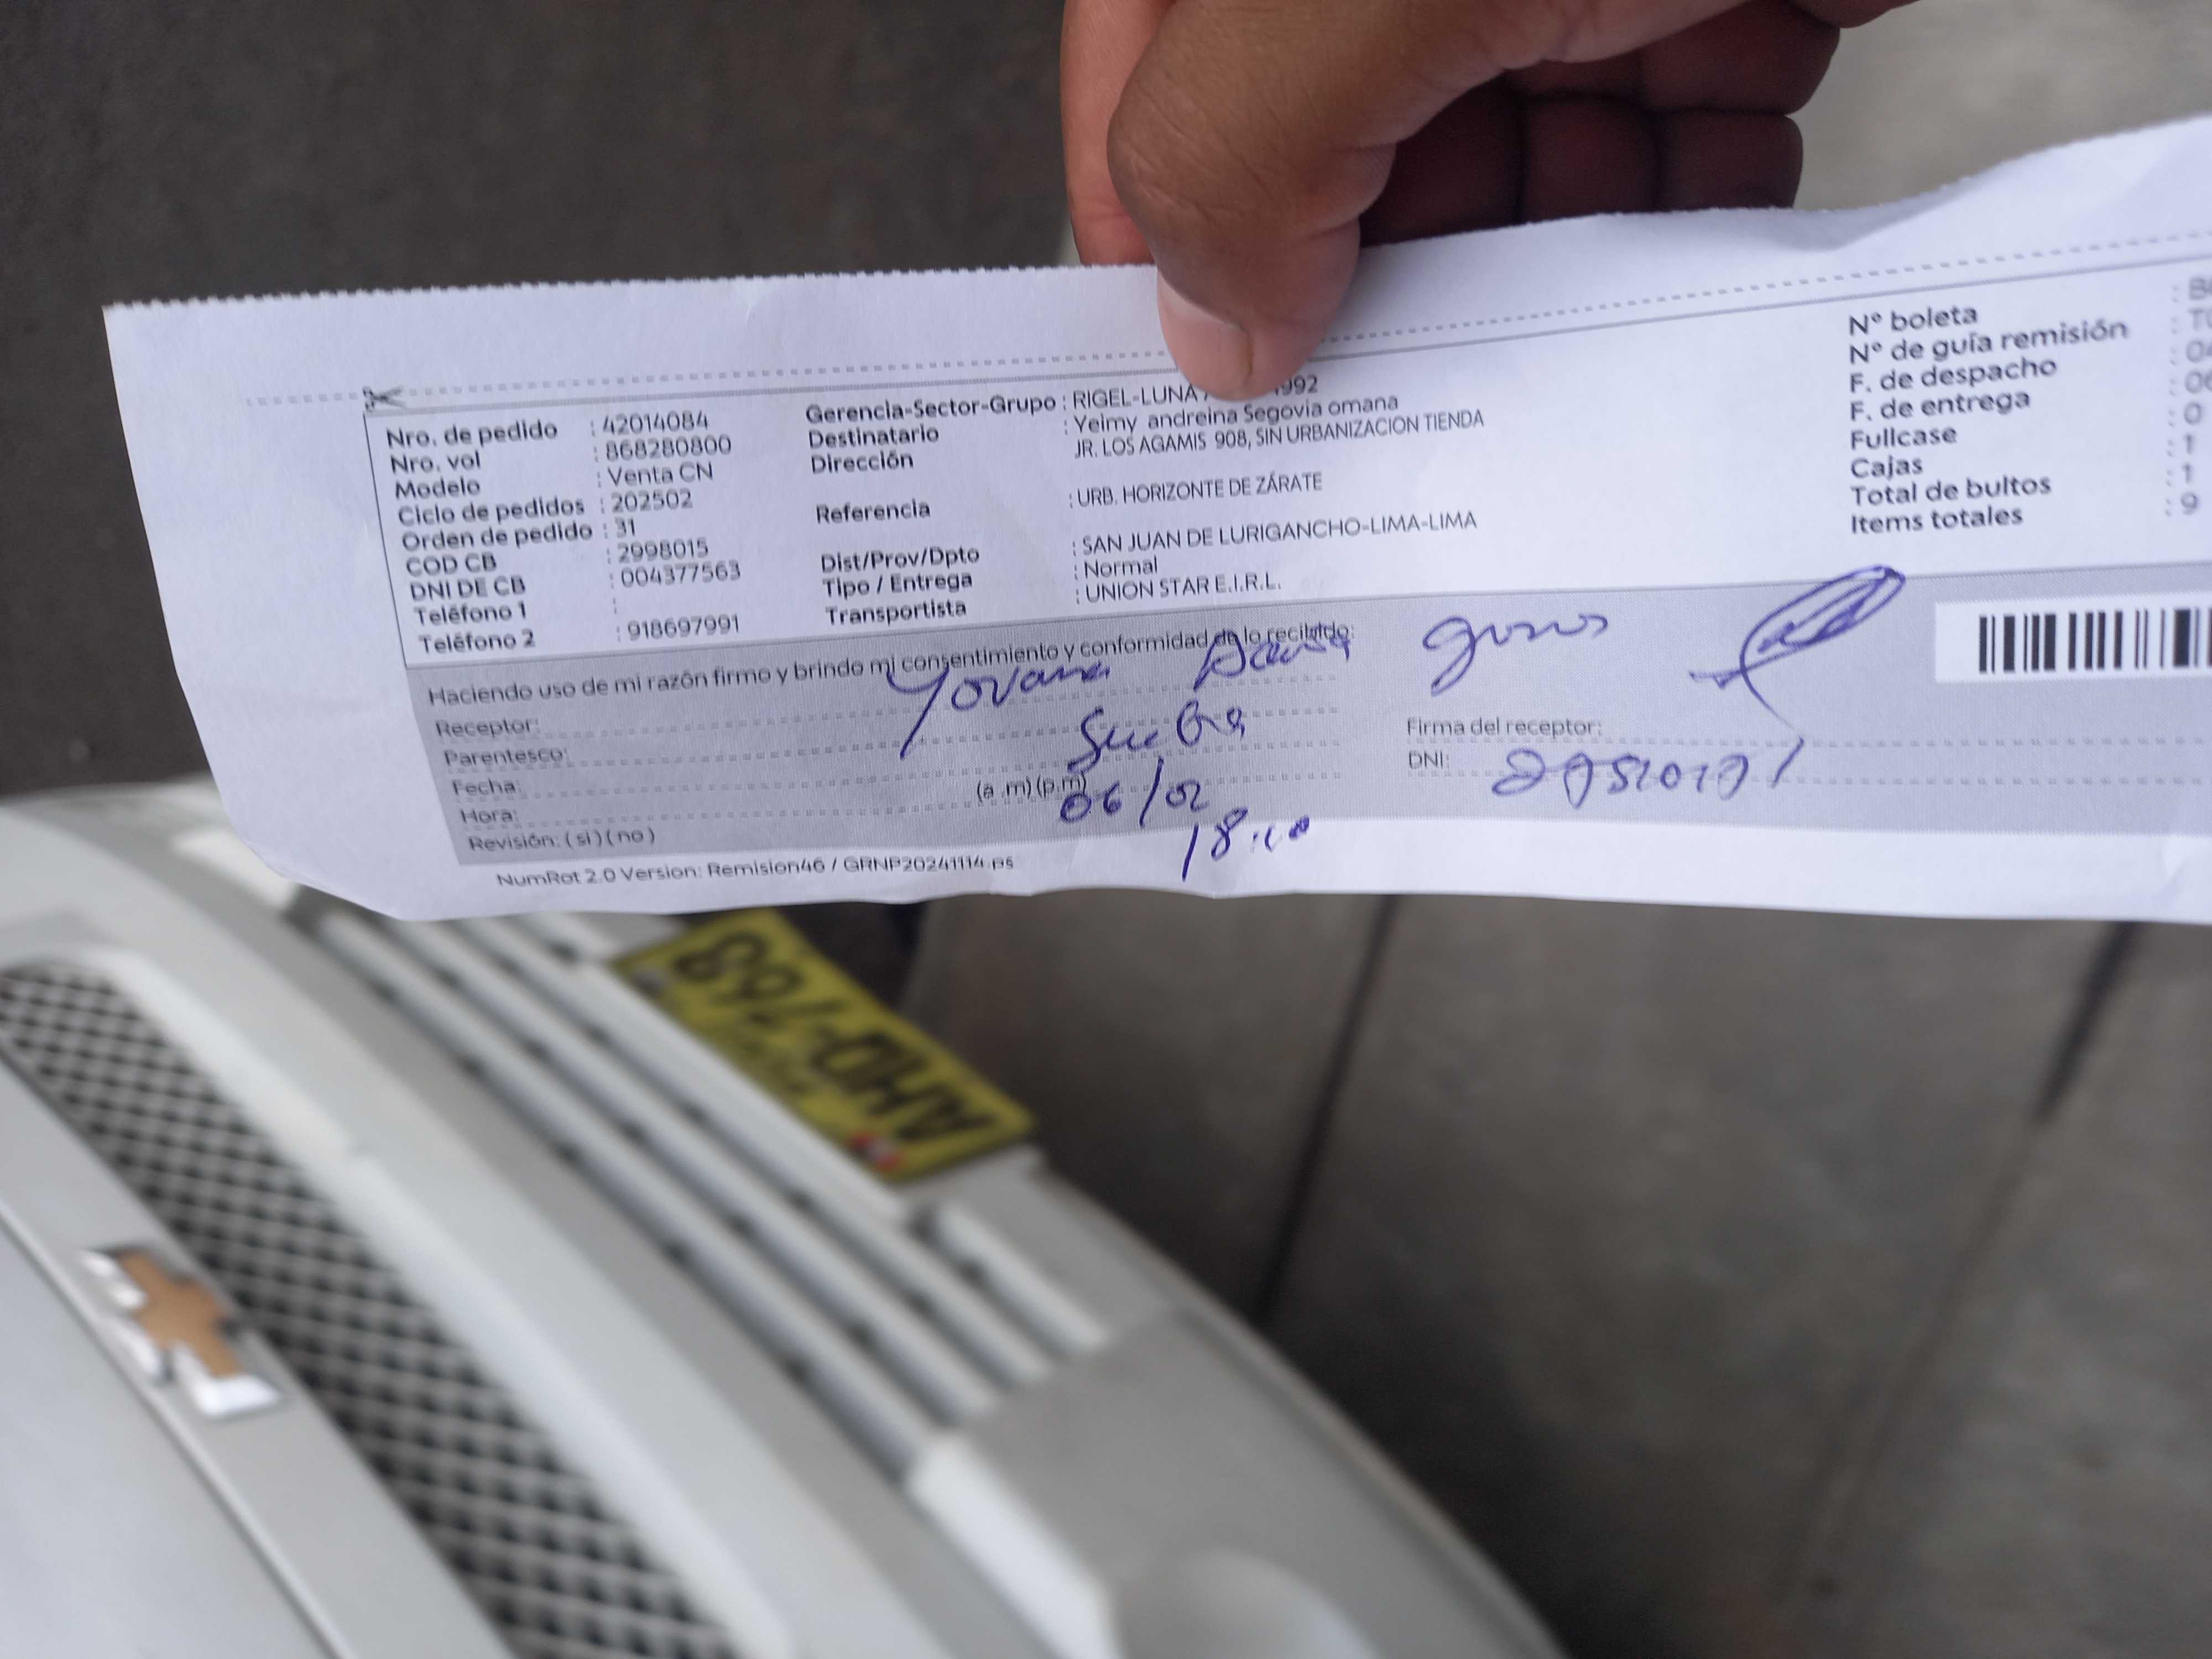 Nro. de pedido : 42014084
Nro. vol : 868280800
Modelo : Venta CN
Ciclo de pedidos : 202502
Orden de pedido : 31
COD CB : 2998015
DNI DE CB : 004377563
Teléfono 1 :
Teléfono 2 : 918697991
Gerencia-Sector-Grupo : RIGEL-LUNA
Destinatario : Yeimy andreina Segovia omana
Dirección JR. LOS AGAMIS 908, SIN URBANIZACION TIENDA
Referencia : URB. HORIZONTE DE ZÁRATE
Dist/Prov/Dpto : SAN JUAN DE LURIGANCHO-LIMA-LIMA
Tipo / Entrega : Normal
Transportista : UNION STAR E.I.R.L.
N° boleta :
N° de guía remisión :
F. de despacho :
F. de entrega :
Fullcase :
Cajas : 1
Total de bultos : 1
Items totales : 9
Haciendo uso de mi razón firmo y brindo mi consentimiento y conformidad de lo recibido:
Receptor: Yovana
Parentesco:
Fecha: 06/02
Hora: (a .m) (p.m)
Revisión: ( si ) ( no )
Firma del receptor:
DNI:
NumRot 2.0 Version: Remision46 / GRNP20241114.ps
AHD-768